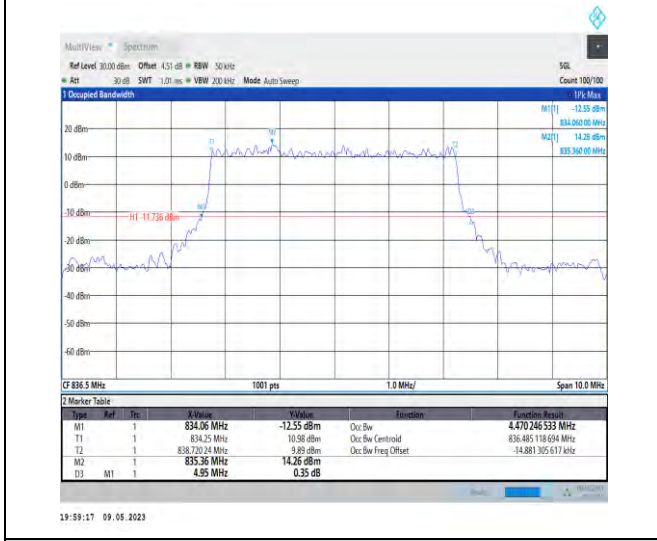 MultiView Spectrum
Ref Level 30.00 dBm Offset 4.51 dB RBW 50 kHz SGL
Att 30 dB SWT 1.01 ms VBW 200 kHz Mode Auto Sweep Count 100/100
1 Occupied Bandwidth 1Pk Max
M1[1] -12.55 dBm
834.060 00 MHz
M2[1] 14.26 dBm
835.360 00 MHz
20 dBm
T1 M2 T2
10 dBm
0 dBm
-10 dBm
M1 D3
H1 -11.736 dBm
-20 dBm
-30 dBm
-40 dBm
-50 dBm
-60 dBm
CF 836.5 MHz 1001 pts 1.0 MHz/ Span 10.0 MHz
2 Marker Table
Type Ref Trc X-Value Y-Value Function Function Result
M1 1 834.06 MHz -12.55 dBm Occ Bw 4.470 246 533 MHz
T1 1 834.25 MHz 10.98 dBm Occ Bw Centroid 836.485 118 694 MHz
T2 1 838.720 24 MHz 9.89 dBm Occ Bw Freq Offset -14.881 305 617 kHz
M2 1 835.36 MHz 14.26 dBm
D3 M1 1 4.95 MHz 0.35 dB
Ready
19:59:17 09.05.2023